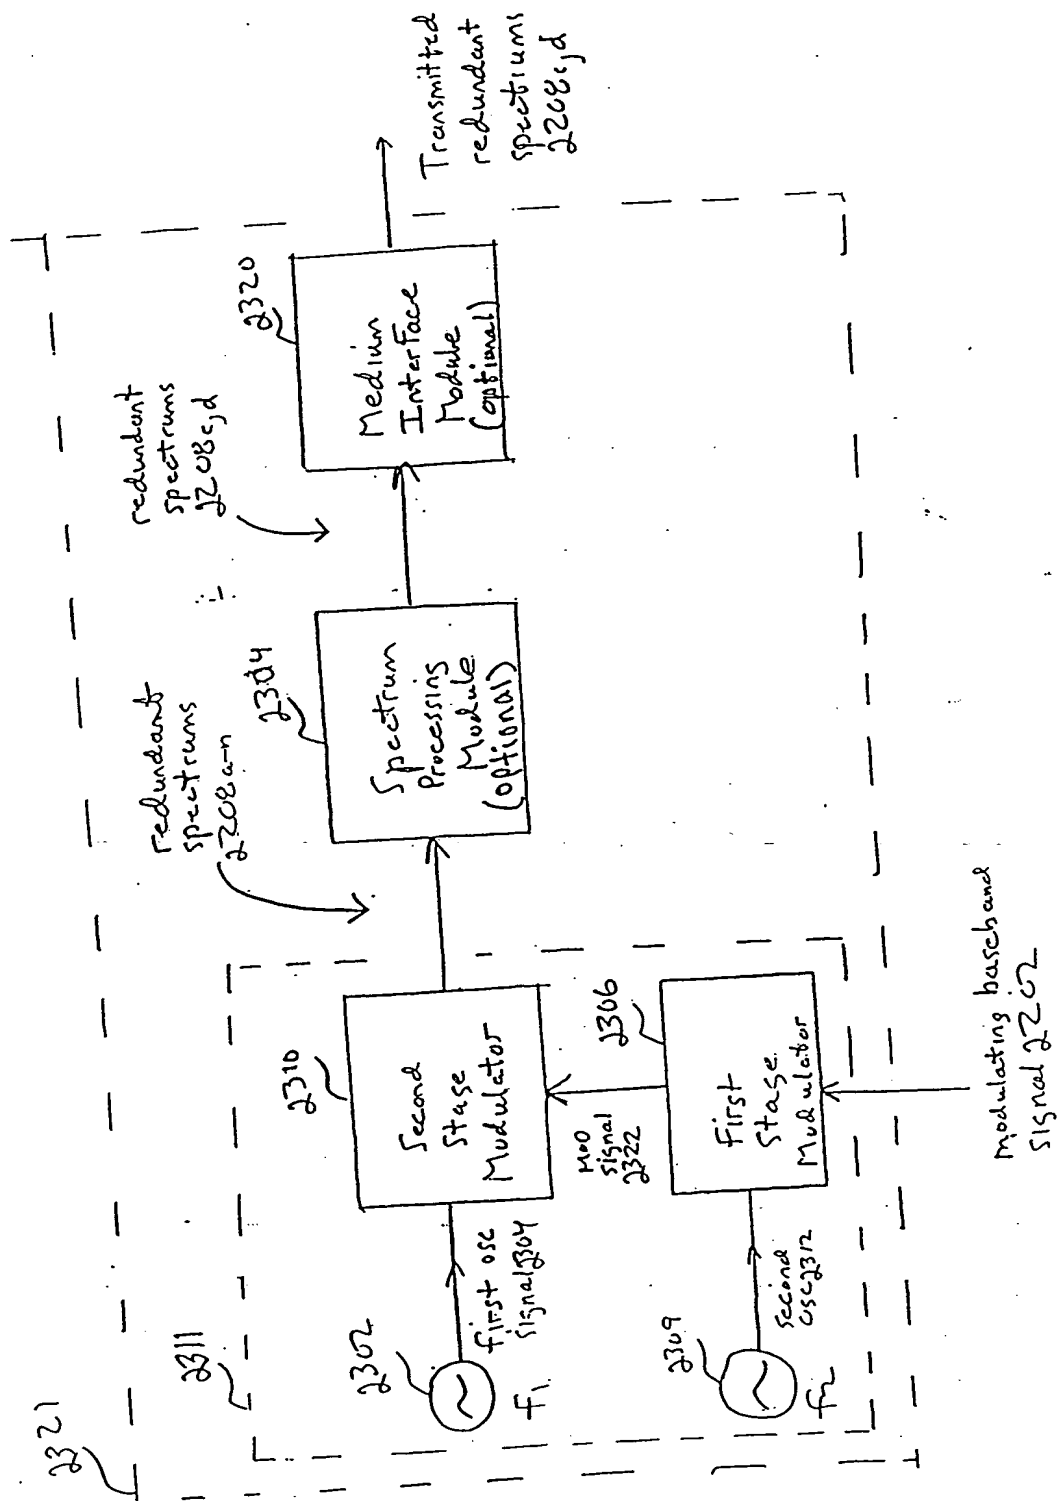 2321
2311
2302
F1.
First osc
signal 2304
2310
Second
Stage
Modulator
redundant
spectrums
2208a-n
2304
Spectrum
Processing
Module
(optional)
redundant
spectrums
2208c,d
2320
Medium
Interface
Module
(optional)
Transmitted
redundant
spectrums
2208c,d
2309
F2
second
osc 2312
MOD
signal
2322
2306
First
Stage
Modulator
modulating baseband
signal 2202